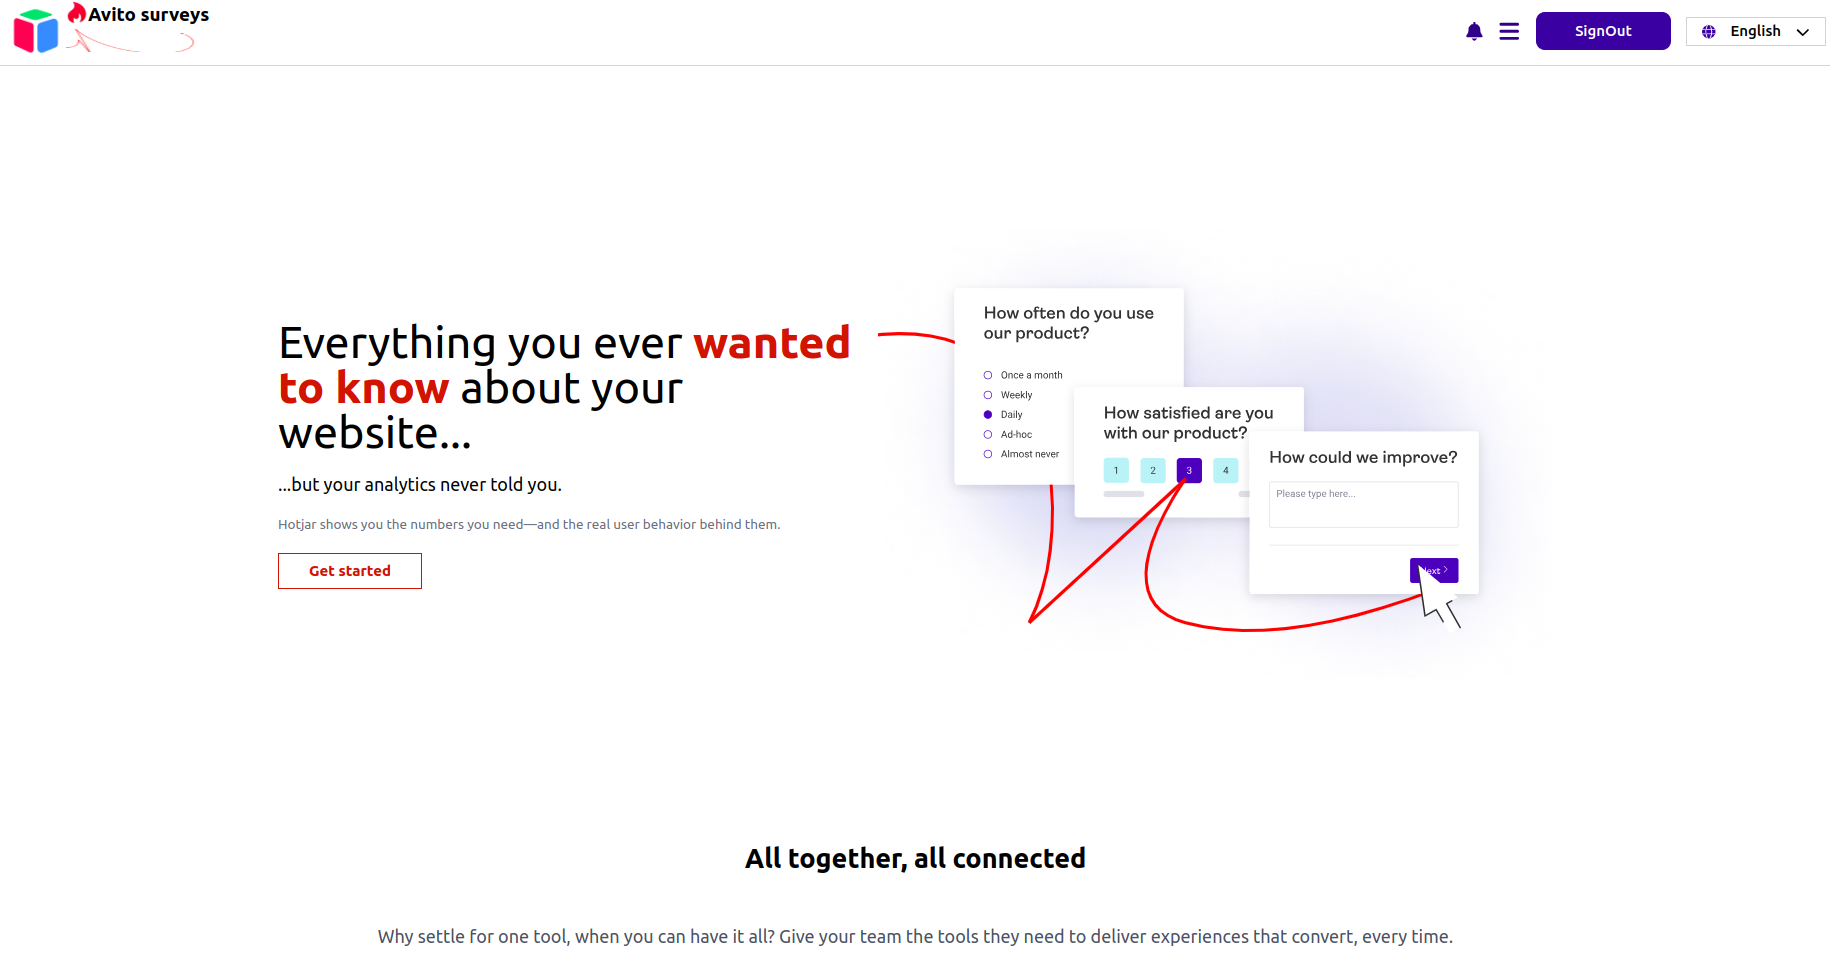 Avito surveys
SignOut
English
Everything you ever wanted
to know about your
website...
...but your analytics never told you.
Hotjar shows you the numbers you need—and the real user behavior behind them.
Get started
How often do you use
our product?
Once a month
Weekly
Daily
Ad-hoc
Almost never
How satisfied are you
with our product?
1 2 3 4
How could we improve?
Please type here...
All together, all connected
Why settle for one tool, when you can have it all? Give your team the tools they need to deliver experiences that convert, every time.